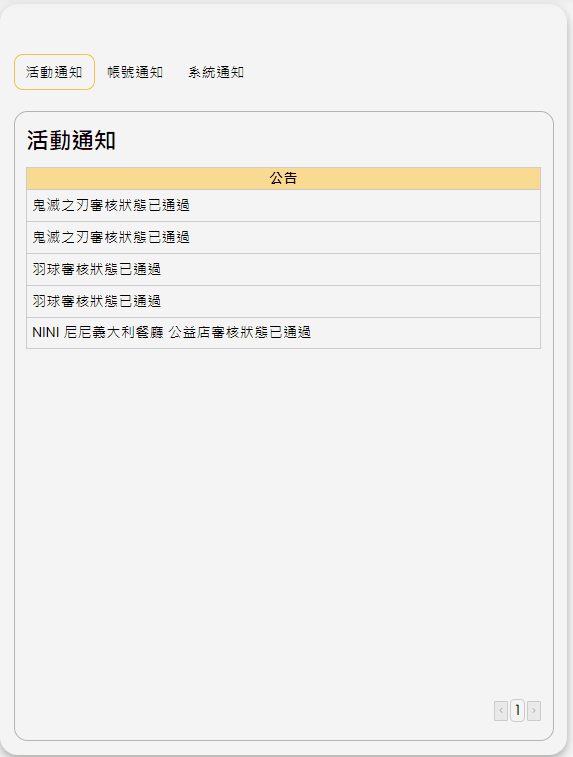 活動通知 帳號通知 系統通知
活動通知
公告
鬼滅之刃審核狀態已通過
鬼滅之刃審核狀態已通過
羽球審核狀態已通過
羽球審核狀態已通過
NINI 尼尼義大利餐廳 公益店審核狀態已通過
‹ 1 ›